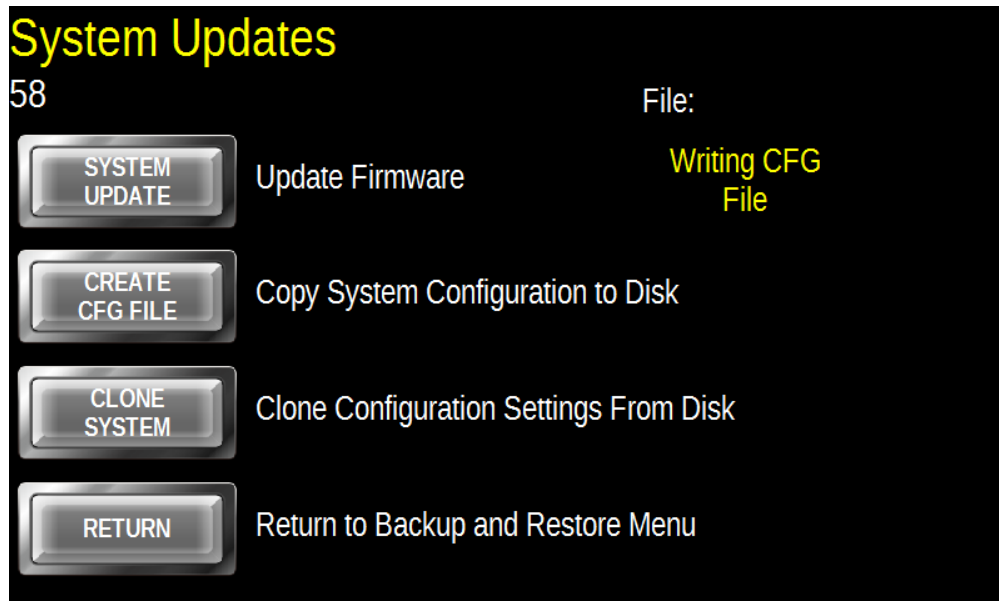 System Updates
58
File:
SYSTEM
UPDATE
Update Firmware
Writing CFG
File
CREATE
CFG FILE
Copy System Configuration to Disk
CLONE
SYSTEM
Clone Configuration Settings From Disk
RETURN
Return to Backup and Restore Menu